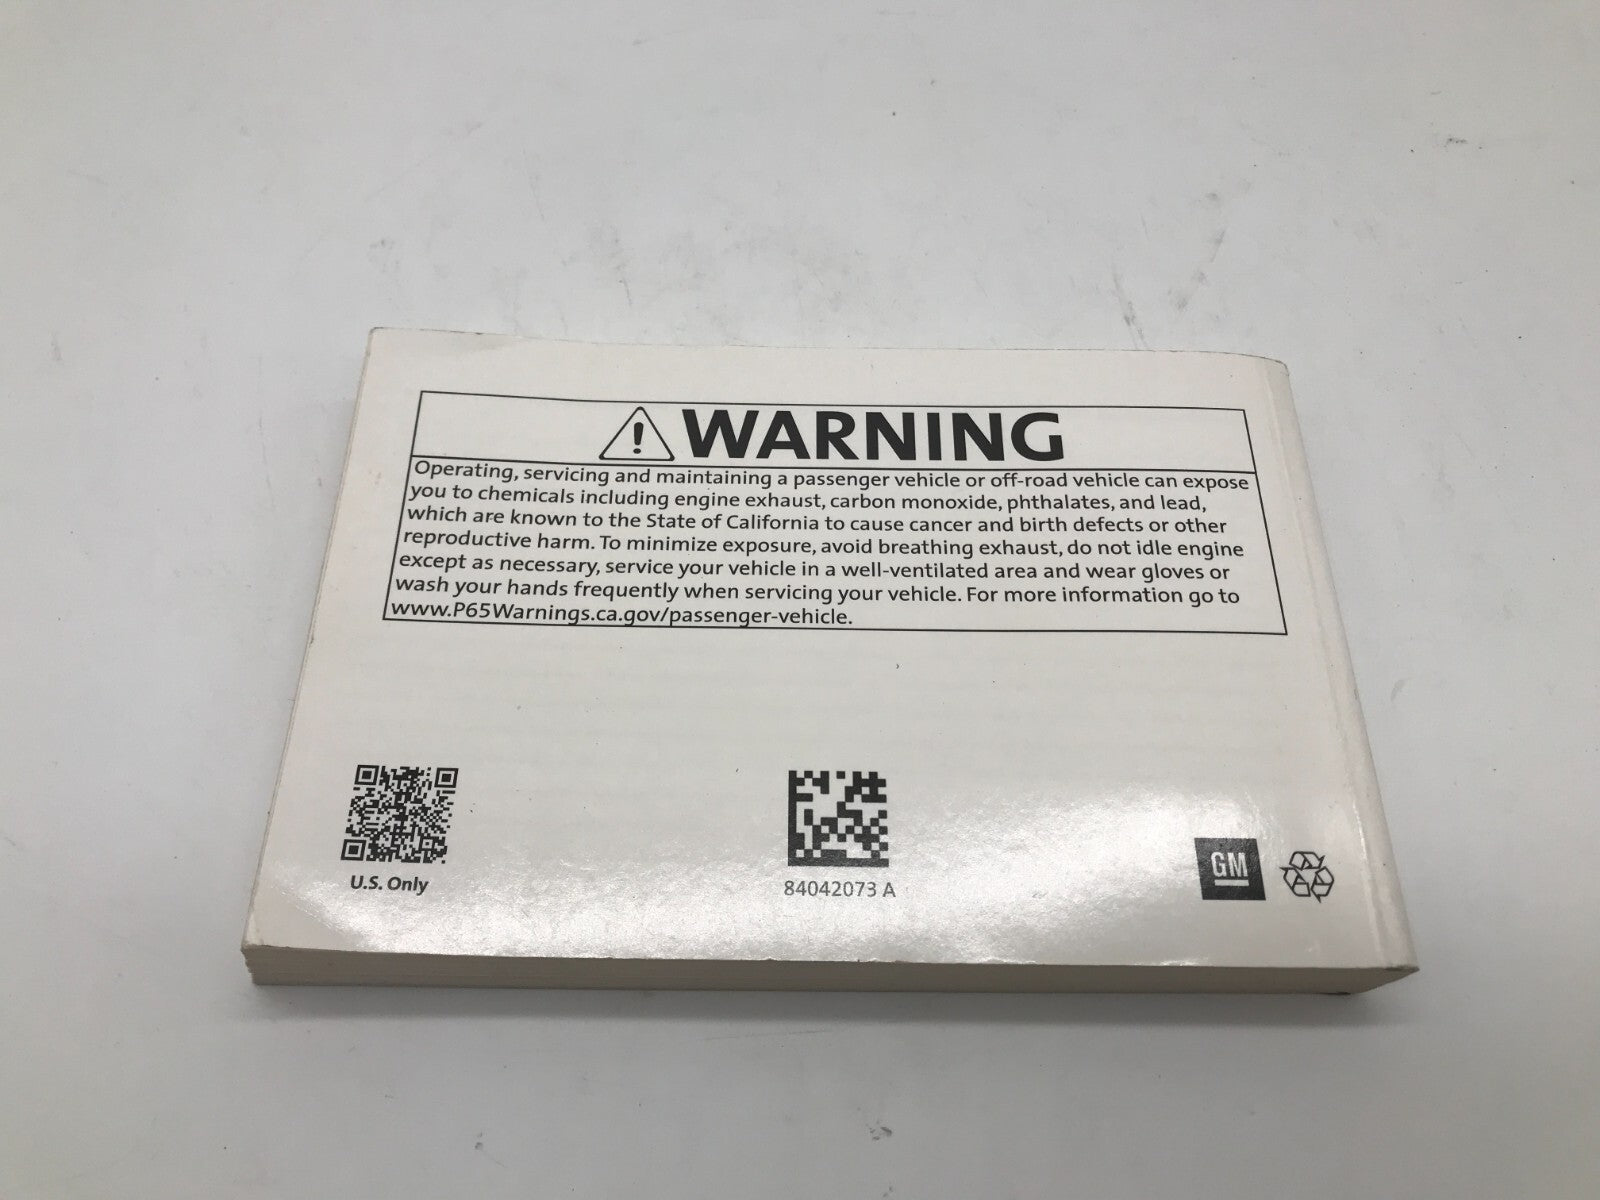 WARNING
Operating, servicing and maintaining a passenger vehicle or off-road vehicle can expose
you to chemicals including engine exhaust, carbon monoxide, phthalates, and lead,
which are known to the State of California to cause cancer and birth defects or other
reproductive harm. To minimize exposure, avoid breathing exhaust, do not idle engine
except as necessary, service your vehicle in a well-ventilated area and wear gloves or
wash your hands frequently when servicing your vehicle. For more information go to
www.P65Warnings.ca.gov/passenger-vehicle.
U.S. Only
84042073 A
GM